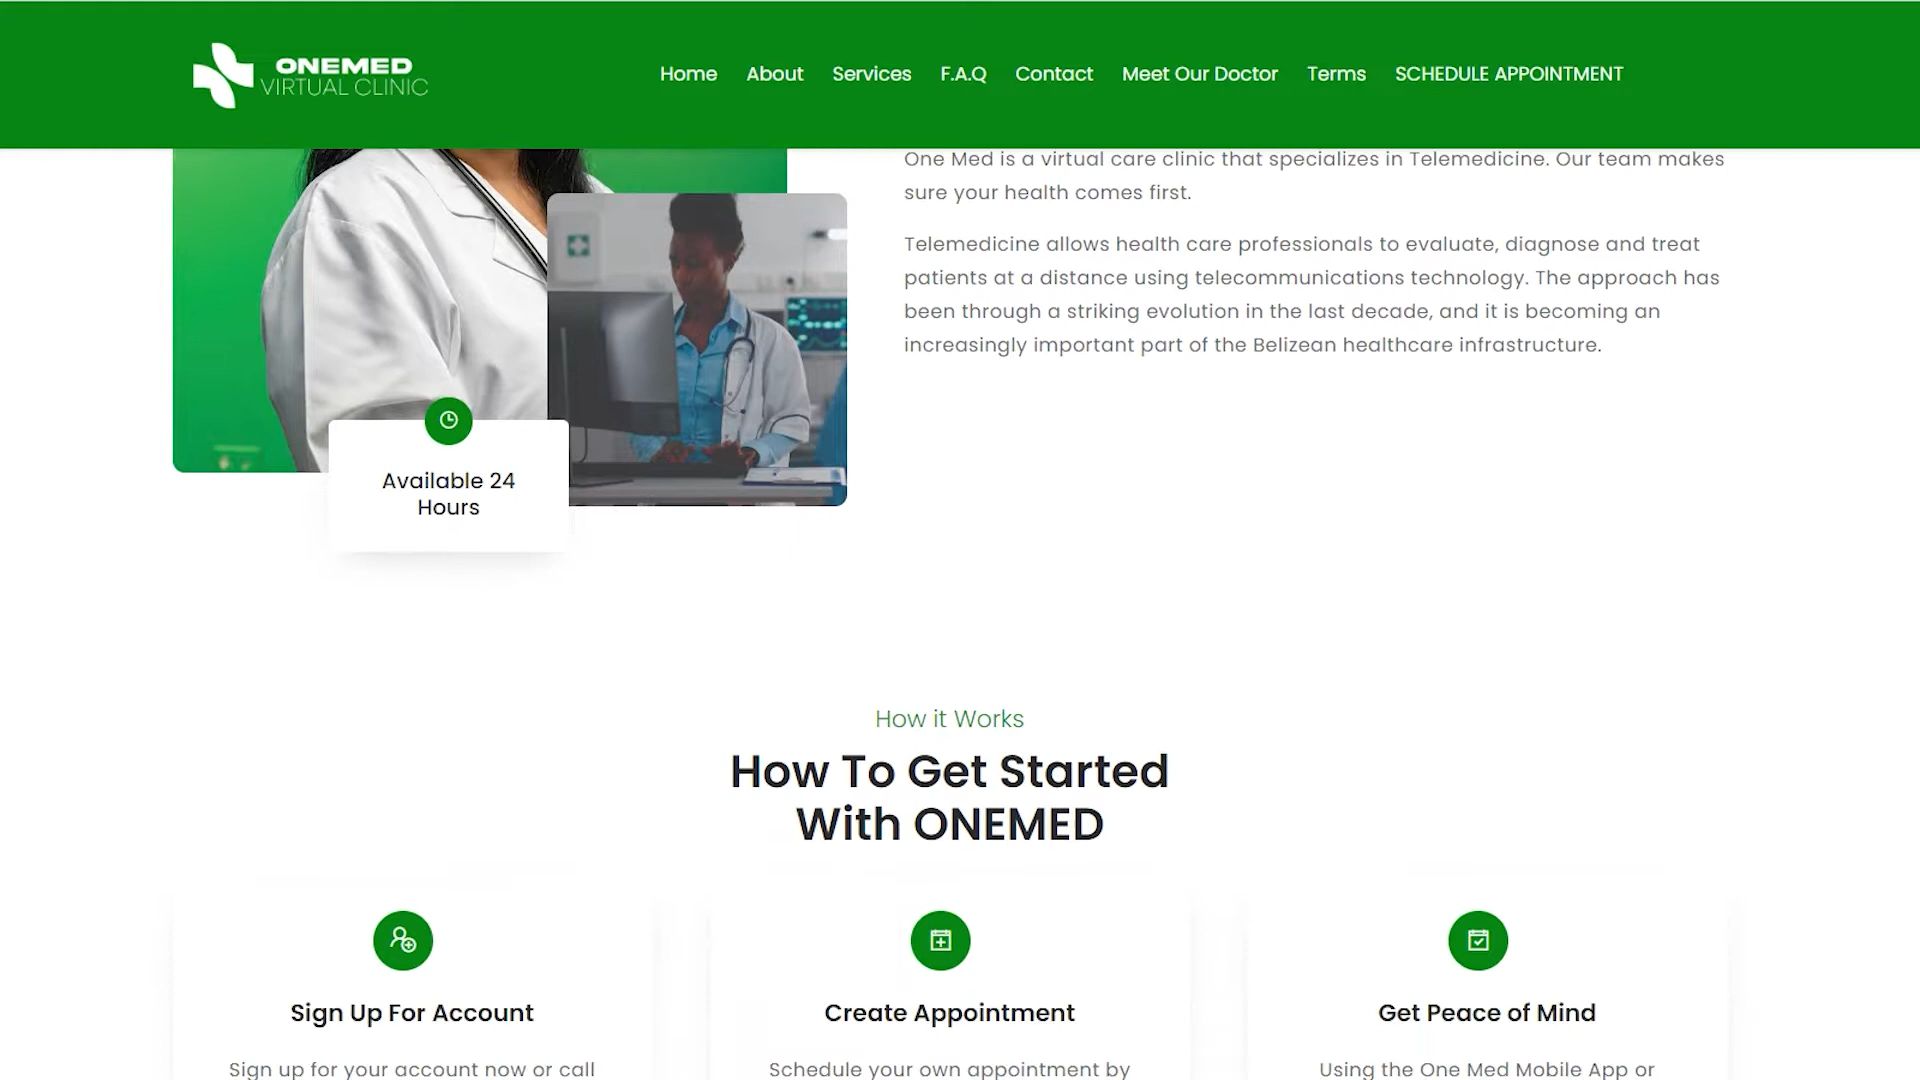 ONEMED
VIRTUAL CLINIC
Home About Services F.A.Q Contact Meet Our Doctor Terms SCHEDULE APPOINTMENT
One Med is a virtual care clinic that specializes in Telemedicine. Our team makes
sure your health comes first.
Telemedicine allows health care professionals to evaluate, diagnose and treat
patients at a distance using telecommunications technology. The approach has
been through a striking evolution in the last decade, and it is becoming an
increasingly important part of the Belizean healthcare infrastructure.
Available 24
Hours
How it Works
How To Get Started
With ONEMED
Sign Up For Account
Sign up for your account now or call
Create Appointment
Schedule your own appointment by
Get Peace of Mind
Using the One Med Mobile App or